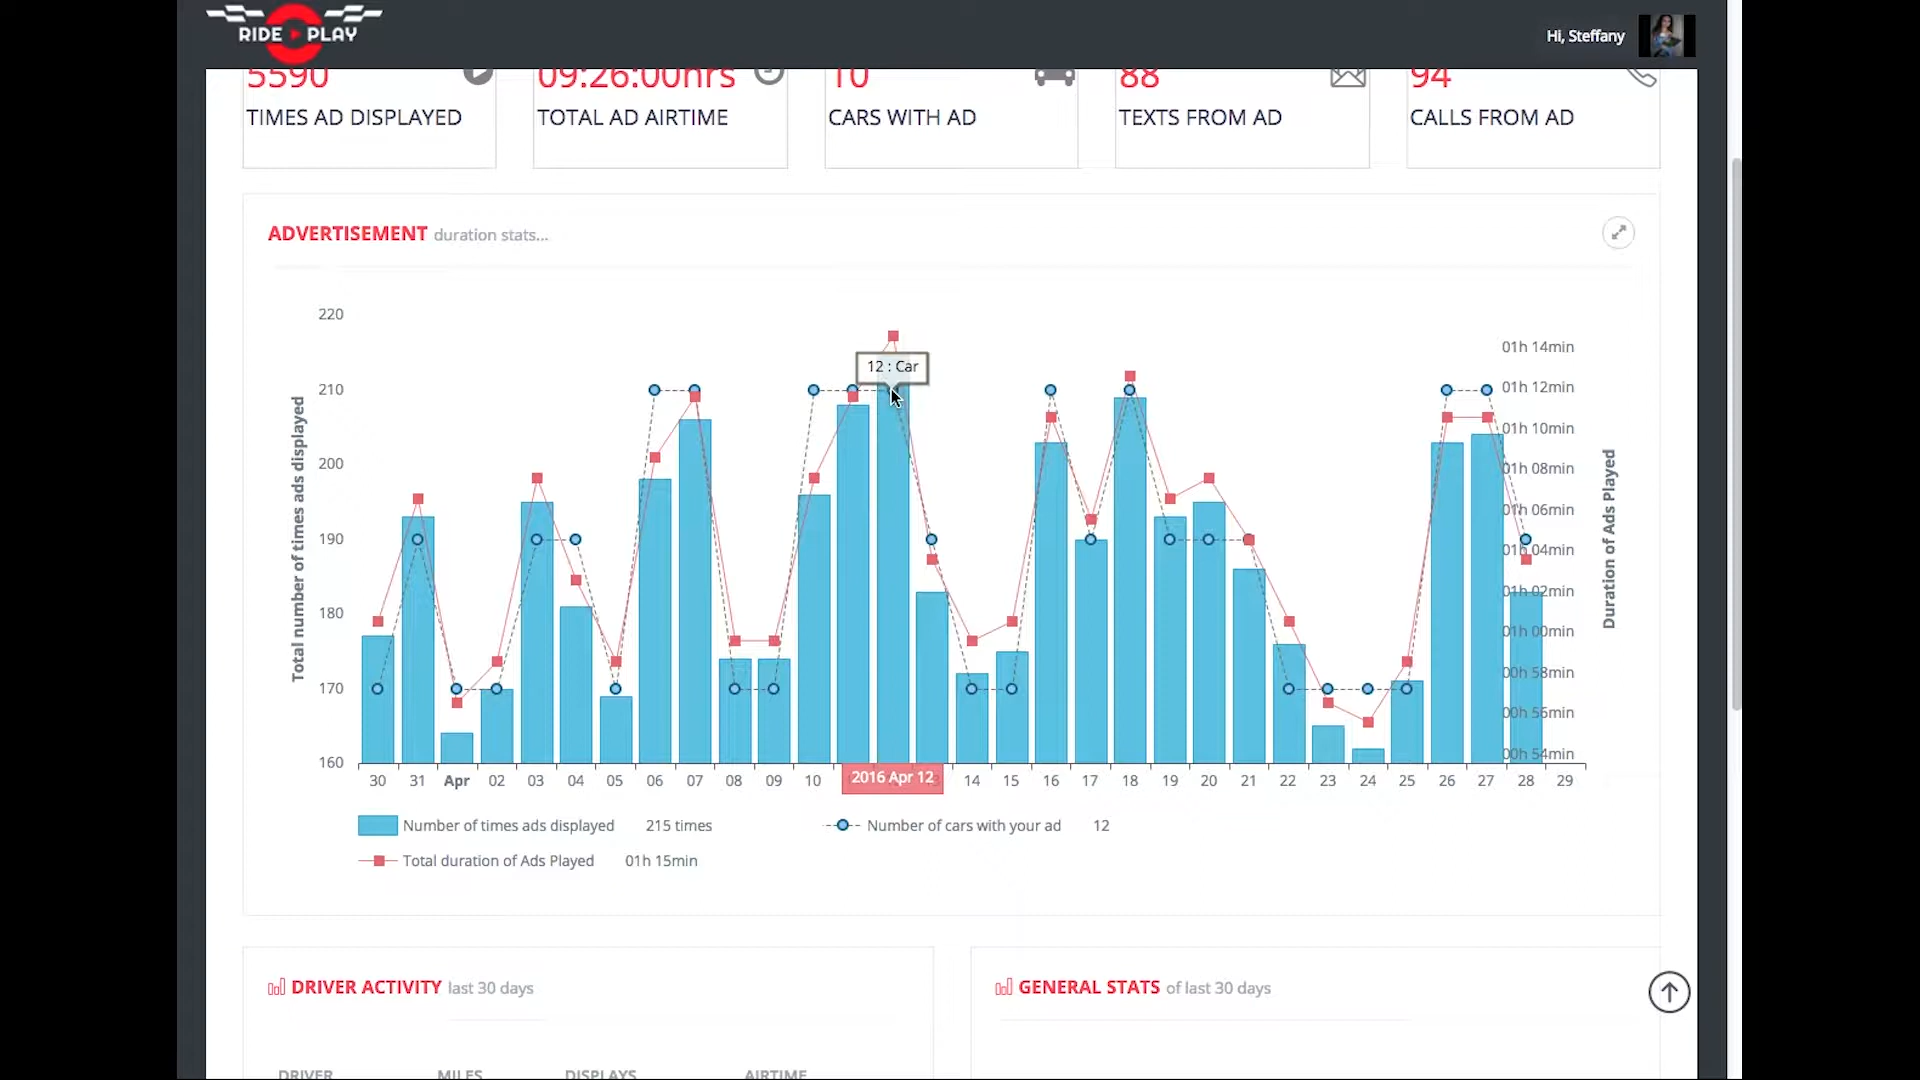 RIDE PLAY
Hi, Steffany
5590
09:26:00hrs
10
88
94
TIMES AD DISPLAYED
TOTAL AD AIRTIME
CARS WITH AD
TEXTS FROM AD
CALLS FROM AD
ADVERTISEMENT duration stats...
Total number of times ads displayed
220
210
200
190
180
170
160
12 : Car
01h 14min
01h 12min
01h 10min
01h 08min
01h 06min
01h 04min
01h 02min
01h 00min
00h 58min
00h 56min
00h 54min
Duration of Ads Played
30 31 Apr 02 03 04 05 06 07 08 09 10 2016 Apr 12 14 15 16 17 18 19 20 21 22 23 24 25 26 27 28 29
Number of times ads displayed 215 times
Number of cars with your ad 12
Total duration of Ads Played 01h 15min
DRIVER ACTIVITY last 30 days
GENERAL STATS of last 30 days
DRIVER MILES DISPLAYS AIRTIME